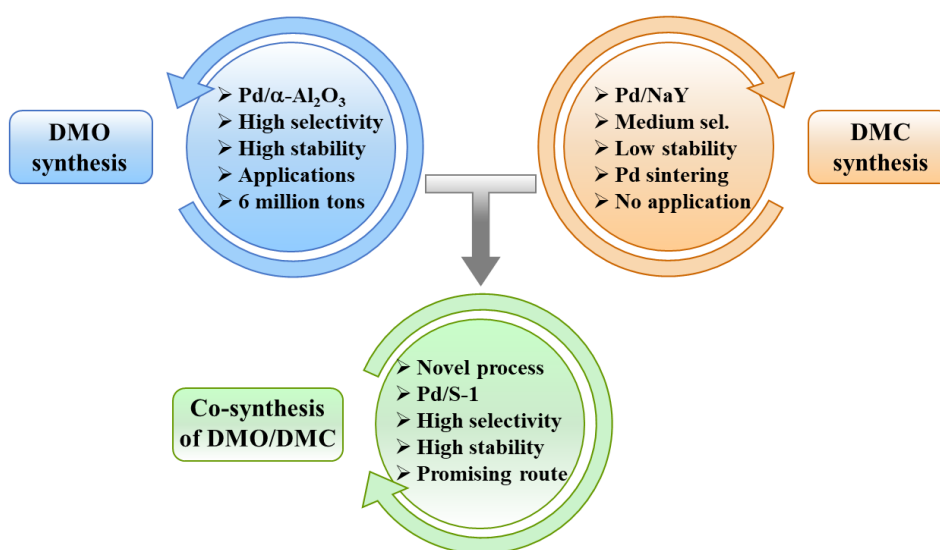 DMO
synthesis
➢ Pd/α-Al₂O₃
➢ High selectivity
➢ High stability
➢ Applications
➢ 6 million tons
➢ Pd/NaY
➢ Medium sel.
➢ Low stability
➢ Pd sintering
➢ No application
DMC
synthesis
Co-synthesis
of DMO/DMC
➢ Novel process
➢ Pd/S-1
➢ High selectivity
➢ High stability
➢ Promising route